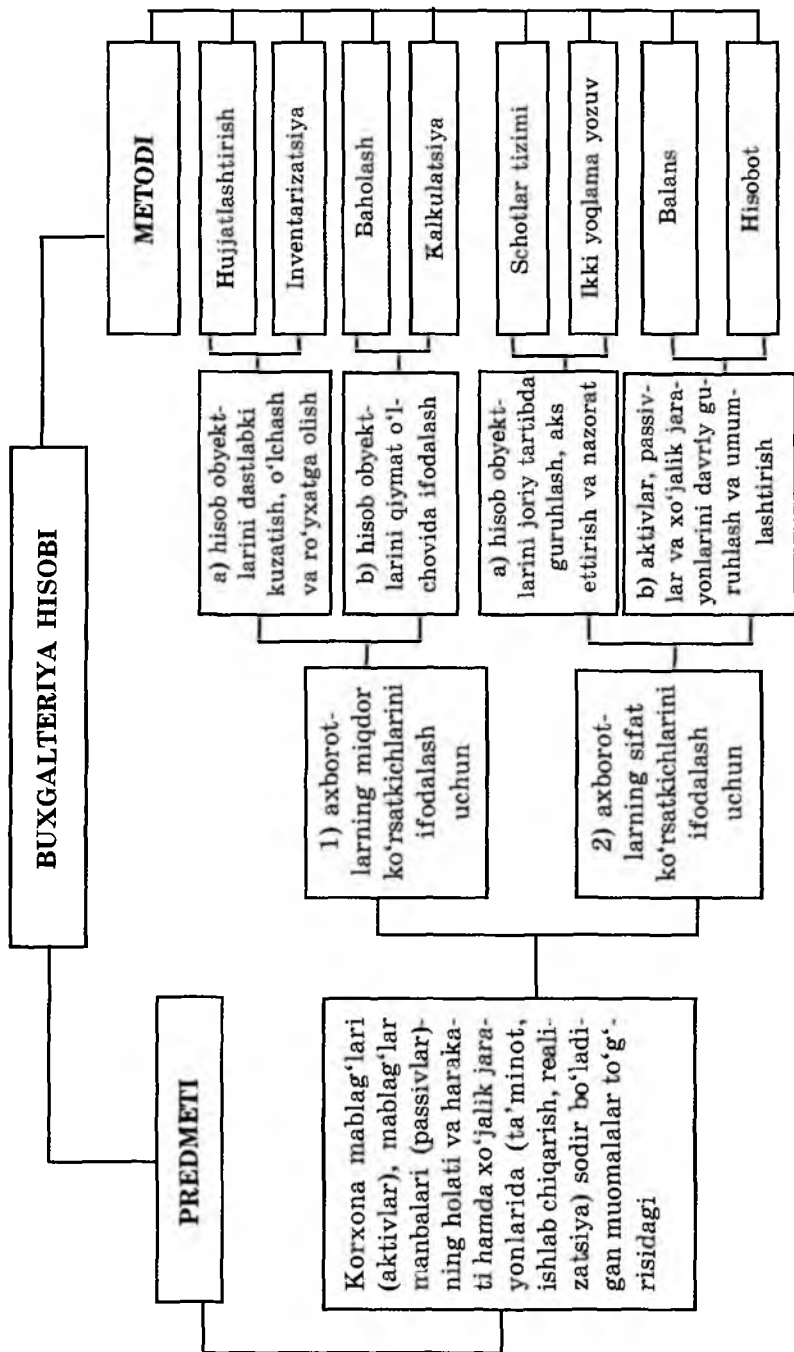 BUXGALTERIYA HISOBI
PREDMETI
METODI
Korxona mablag‘lari
(aktivlar), mablag‘lar
manbalari (passivlar)-
ning holati va haraka-
ti hamda xo‘jalik jara-
yonlarida (ta’minot,
ishlab chiqarish, reali-
zatsiya) sodir bo‘ladi-
gan muomalalar to‘g‘-
risidagi
1) axborot-
larning miqdor
ko‘rsatkichlarini
ifodalash
uchun
2) axborot-
larning sifat
ko‘rsatkichlarini
ifodalash
uchun
a) hisob obyekt-
larini dastlabki
kuzatish, o‘lchash
va ro‘yxatga olish
b) hisob obyekt-
larini qiymat o‘l-
chovida ifodalash
a) hisob obyekt-
larini joriy tartibda
guruhlash, aks
ettirish va nazorat
b) aktivlar, passiv-
lar va xo‘jalik jara-
yonlarini davriy gu-
ruhlash va umum-
lashtirish
Hujjatlashtirish
Inventarizatsiya
Baholash
Kalkulatsiya
Schotlar tizimi
Ikki yoqlama yozuv
Balans
Hisobot